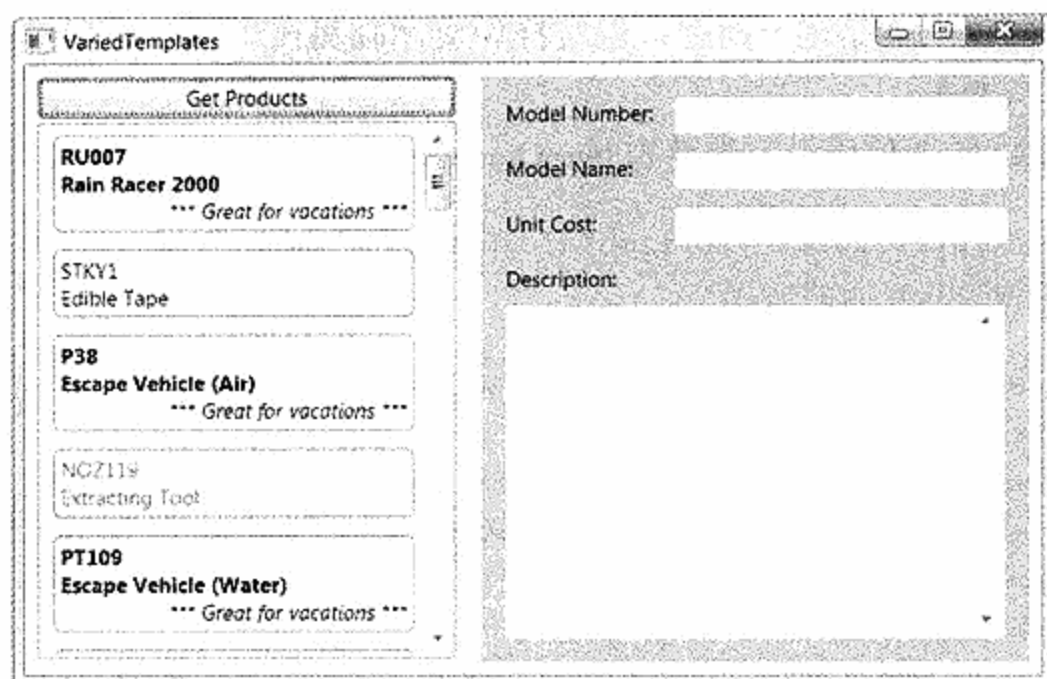 VariedTemplates
Get Products
RU007
Rain Racer 2000
*** Great for vacations ***
STKY1
Edible Tape
P38
Escape Vehicle (Air)
*** Great for vacations ***
NOZ119
Extracting Tool
PT109
Escape Vehicle (Water)
*** Great for vacations ***
Model Number:
Model Name:
Unit Cost:
Description: